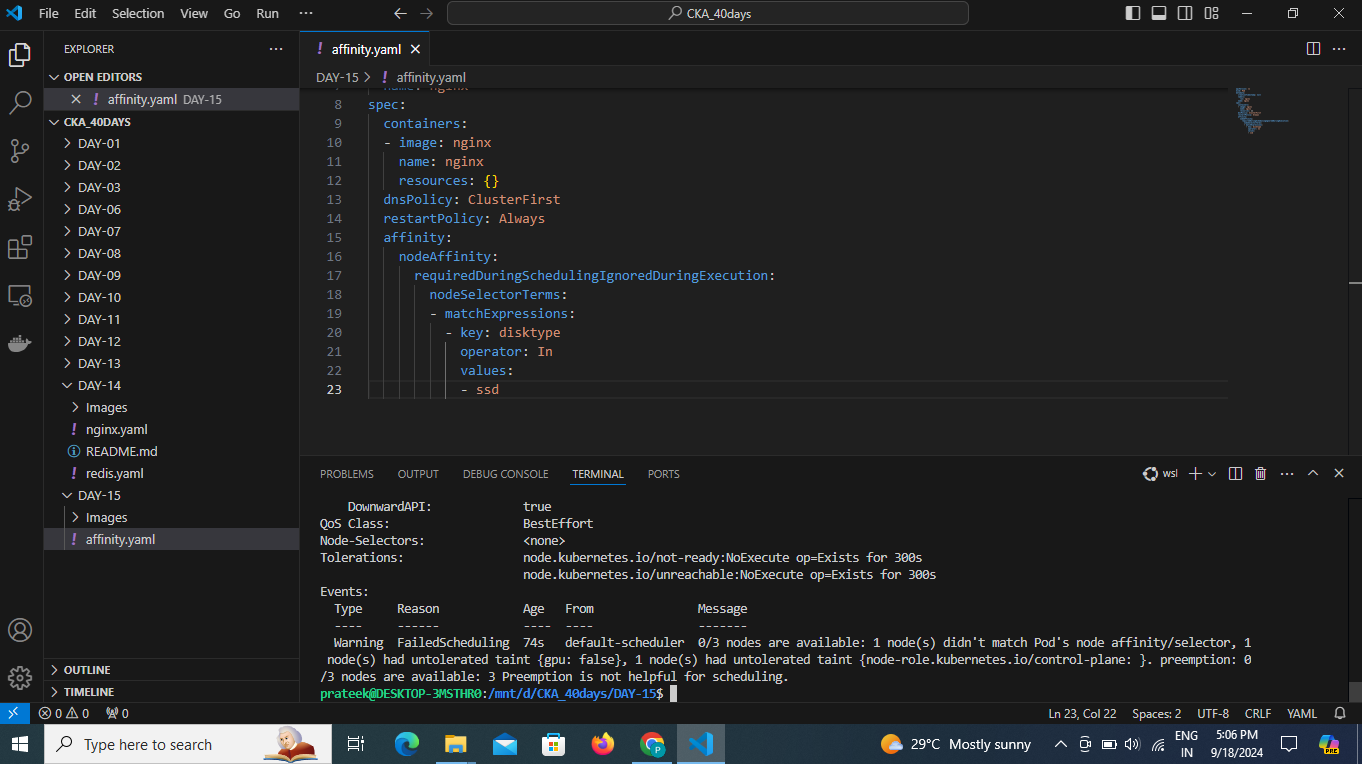 File Edit Selection View Go Run ··· CKA_40days
EXPLORER ···
OPEN EDITORS
! affinity.yaml DAY-15
CKA_40DAYS
DAY-01
DAY-02
DAY-03
DAY-06
DAY-07
DAY-08
DAY-09
DAY-10
DAY-11
DAY-12
DAY-13
DAY-14
Images
! nginx.yaml
README.md
! redis.yaml
DAY-15
Images
! affinity.yaml
OUTLINE
TIMELINE
! affinity.yaml
DAY-15 > ! affinity.yaml
name: nginx
8 spec:
9 containers:
10 - image: nginx
11 name: nginx
12 resources: {}
13 dnsPolicy: ClusterFirst
14 restartPolicy: Always
15 affinity:
16 nodeAffinity:
17 requiredDuringSchedulingIgnoredDuringExecution:
18 nodeSelectorTerms:
19 - matchExpressions:
20 - key: disktype
21 operator: In
22 values:
23 - ssd
PROBLEMS OUTPUT DEBUG CONSOLE TERMINAL PORTS wsl
DownwardAPI: true
QoS Class: BestEffort
Node-Selectors: <none>
Tolerations: node.kubernetes.io/not-ready:NoExecute op=Exists for 300s
node.kubernetes.io/unreachable:NoExecute op=Exists for 300s
Events:
Type Reason Age From Message
---- ------ ---- ---- -------
Warning FailedScheduling 74s default-scheduler 0/3 nodes are available: 1 node(s) didn't match Pod's node affinity/selector, 1
node(s) had untolerated taint {gpu: false}, 1 node(s) had untolerated taint {node-role.kubernetes.io/control-plane: }. preemption: 0
/3 nodes are available: 3 Preemption is not helpful for scheduling.
prateek@DESKTOP-3MSTHR0:/mnt/d/CKA_40days/DAY-15$
0 0 0 Ln 23, Col 22 Spaces: 2 UTF-8 CRLF YAML
Type here to search 29°C Mostly sunny ENG IN 5:06 PM 9/18/2024 PRE